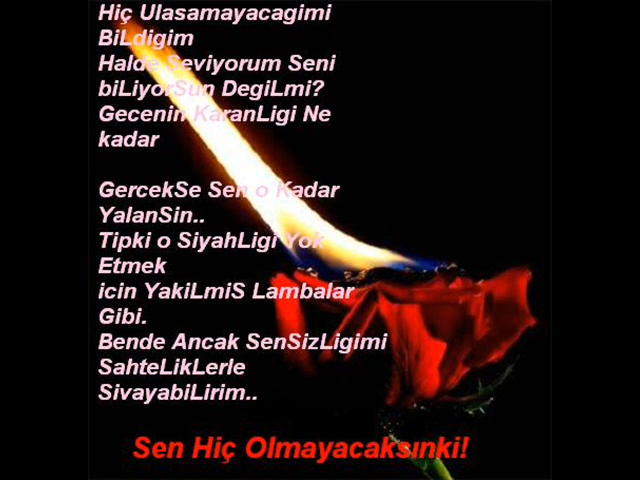 Hiç Ulasamayacagimi
BiLdigim
Halde Seviyorum Seni
biLiyorSun DegiLmi?
Gecenin KaranLigi Ne
kadar
GercekSe Sen o Kadar
YalanSin..
Tipki o SiyahLigi Yok
Etmek
icin YakiLmiS Lambalar
Gibi.
Bende Ancak SenSizLigimi
SahteLikLerle
SivayabiLirim..
Sen Hiç Olmayacaksınki!